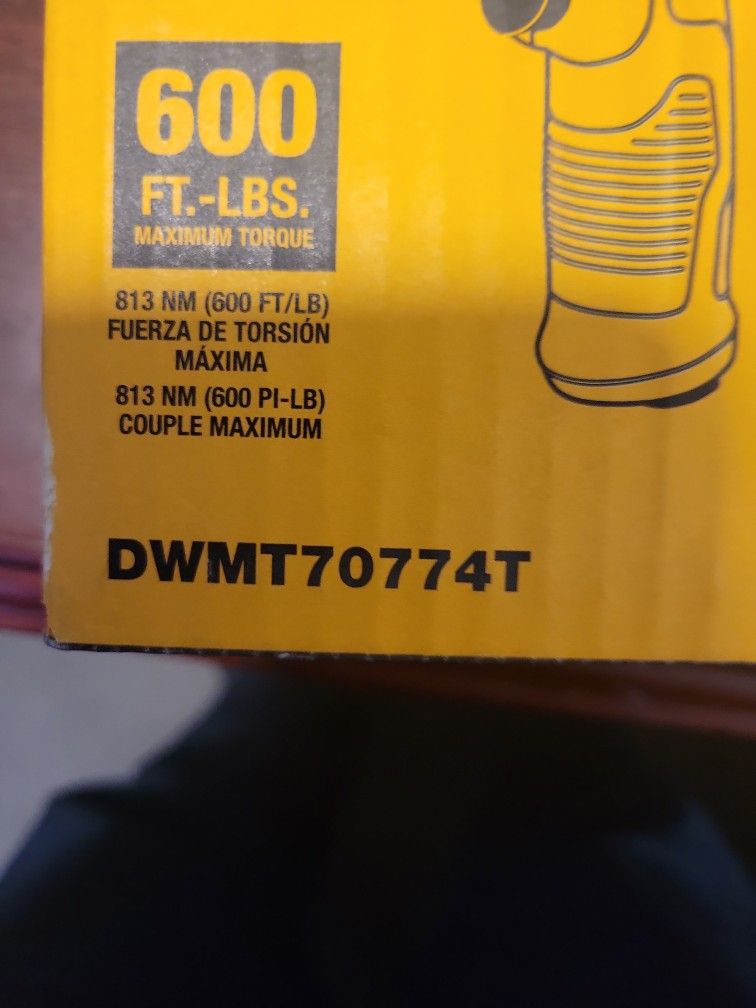 600
FT.-LBS.
MAXIMUM TORQUE
813 NM (600 FT/LB)
FUERZA DE TORSIÓN
MÁXIMA
813 NM (600 PI-LB)
COUPLE MAXIMUM
DWMT70774T